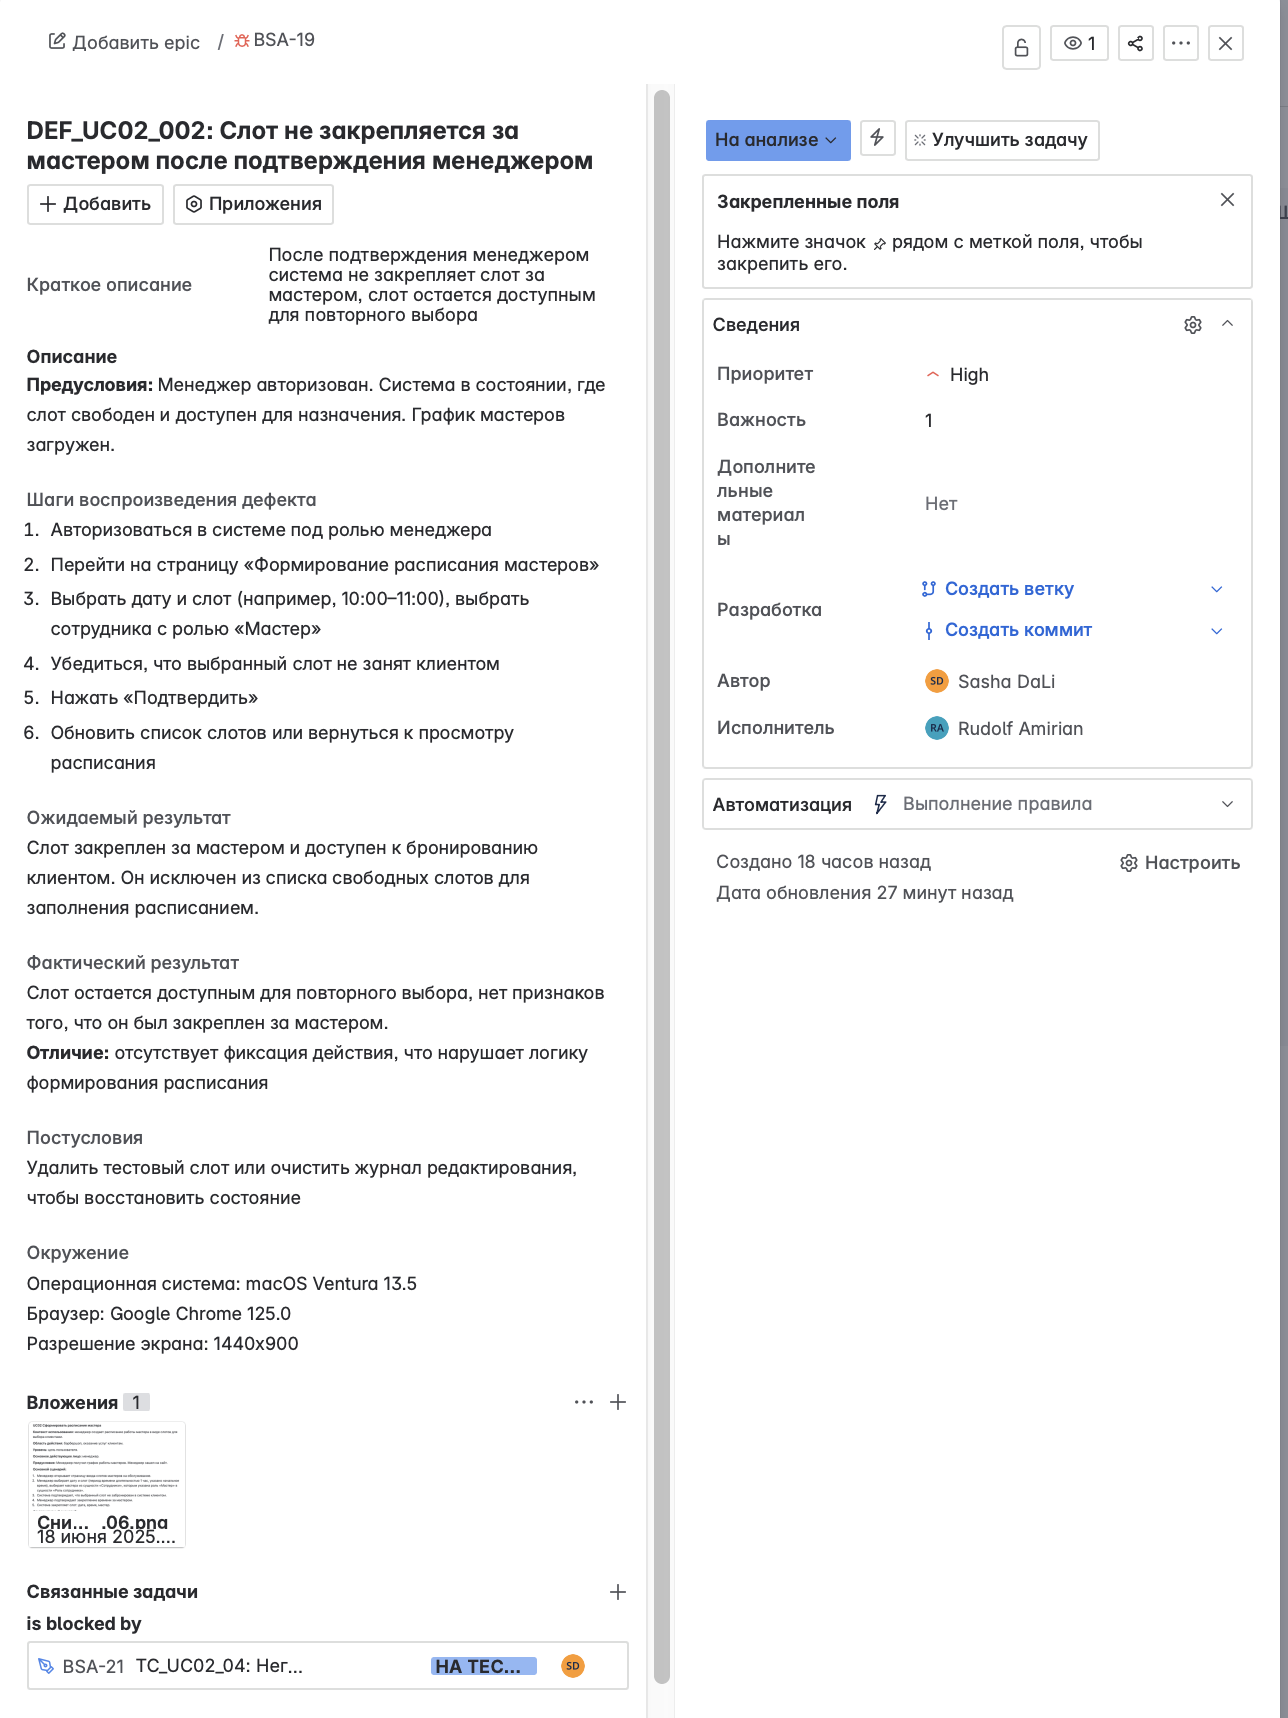 Добавить epic / BSA-19
1
DEF_UC02_002: Слот не закрепляется за
мастером после подтверждения менеджером
Добавить
Приложения
Краткое описание
После подтверждения менеджером
система не закрепляет слот за
мастером, слот остается доступным
для повторного выбора
Описание
Предусловия: Менеджер авторизован. Система в состоянии, где
слот свободен и доступен для назначения. График мастеров
загружен.
Шаги воспроизведения дефекта
1. Авторизоваться в системе под ролью менеджера
2. Перейти на страницу «Формирование расписания мастеров»
3. Выбрать дату и слот (например, 10:00–11:00), выбрать
сотрудника с ролью «Мастер»
4. Убедиться, что выбранный слот не занят клиентом
5. Нажать «Подтвердить»
6. Обновить список слотов или вернуться к просмотру
расписания
Ожидаемый результат
Слот закреплен за мастером и доступен к бронированию
клиентом. Он исключен из списка свободных слотов для
заполнения расписанием.
Фактический результат
Слот остается доступным для повторного выбора, нет признаков
того, что он был закреплен за мастером.
Отличие: отсутствует фиксация действия, что нарушает логику
формирования расписания
Постусловия
Удалить тестовый слот или очистить журнал редактирования,
чтобы восстановить состояние
Окружение
Операционная система: macOS Ventura 13.5
Браузер: Google Chrome 125.0
Разрешение экрана: 1440x900
Вложения 1
Сни... .06.png
18 июня 2025....
Связанные задачи
is blocked by
BSA-21 TC_UC02_04: Нег... НА ТЕС... SD
На анализе
Улучшить задачу
Закрепленные поля
Нажмите значок рядом с меткой поля, чтобы
закрепить его.
Сведения
Приоритет
High
Важность
1
Дополните
льные
материал
ы
Нет
Разработка
Создать ветку
Создать коммит
Автор
SD Sasha DaLi
Исполнитель
RA Rudolf Amirian
Автоматизация Выполнение правила
Создано 18 часов назад
Настроить
Дата обновления 27 минут назад